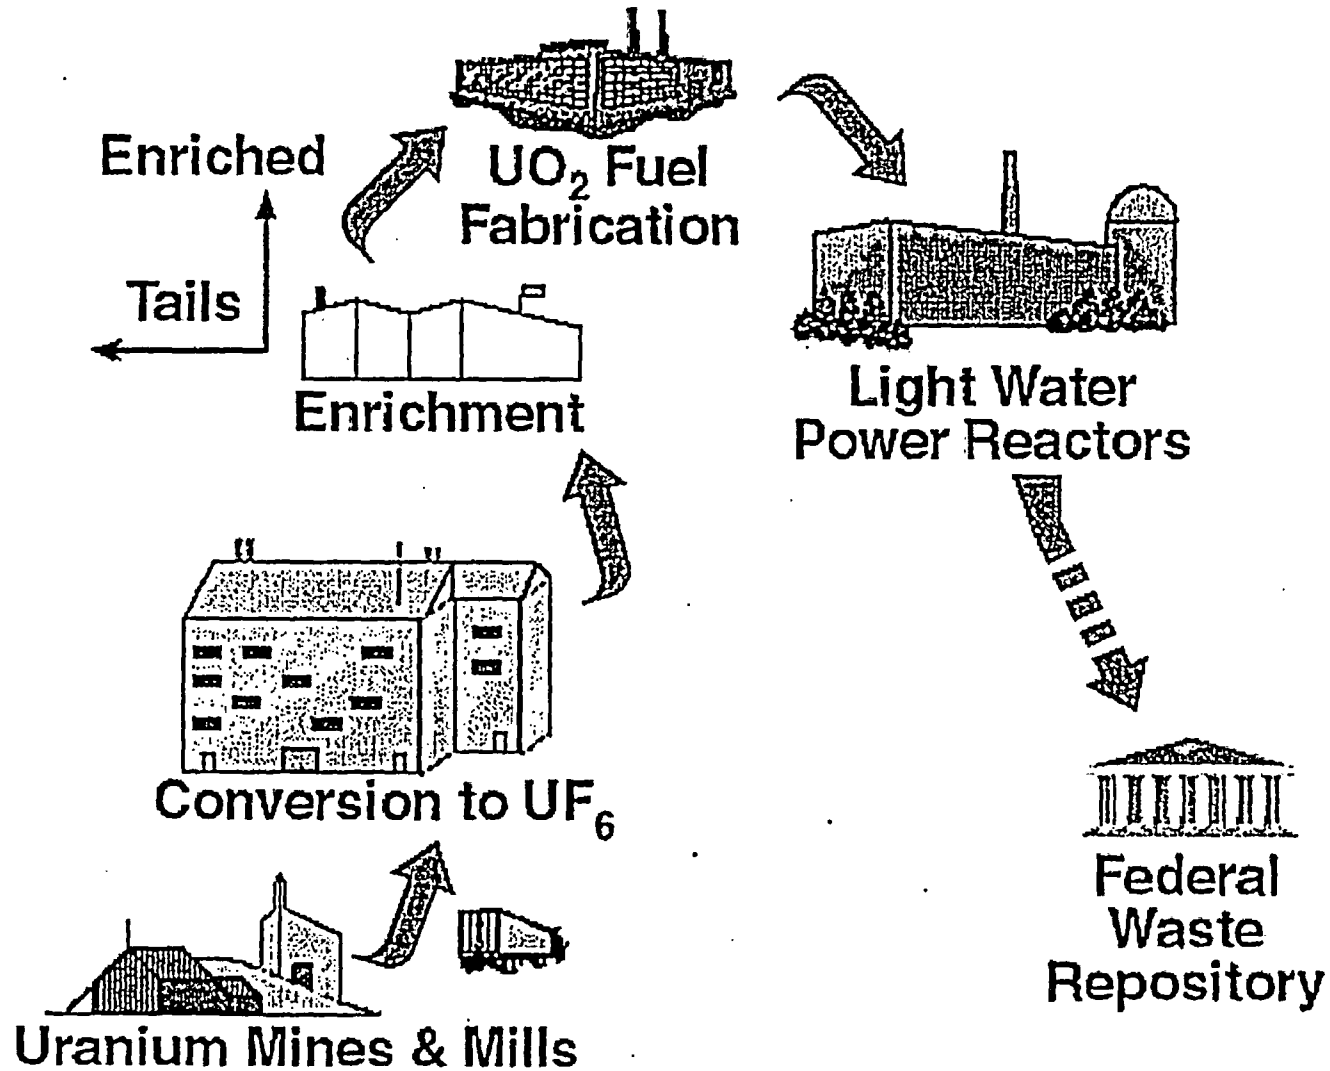 UO₂ Fuel
Fabrication
Enriched
Tails
Enrichment
Light Water
Power Reactors
Conversion to UF₆
Federal
Waste
Repository
Uranium Mines & Mills